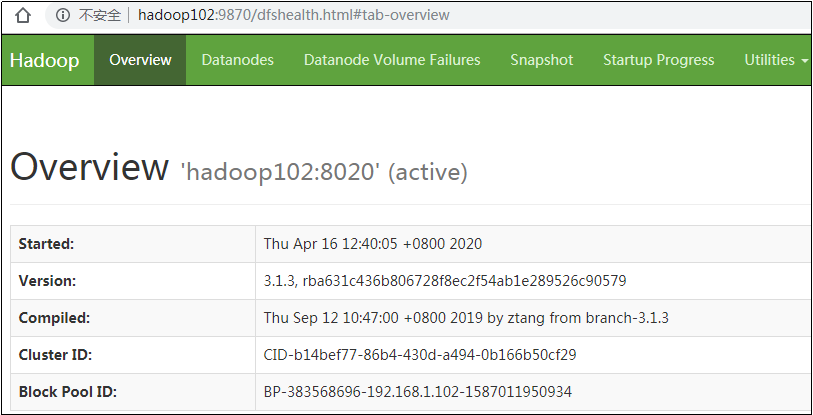 不安全 | hadoop102:9870/dfshealth.html#tab-overview
Hadoop Overview Datanodes Datanode Volume Failures Snapshot Startup Progress Utilities
Overview 'hadoop102:8020' (active)
Started: Thu Apr 16 12:40:05 +0800 2020
Version: 3.1.3, rba631c436b806728f8ec2f54ab1e289526c90579
Compiled: Thu Sep 12 10:47:00 +0800 2019 by ztang from branch-3.1.3
Cluster ID: CID-b14bef77-86b4-430d-a494-0b166b50cf29
Block Pool ID: BP-383568696-192.168.1.102-1587011950934